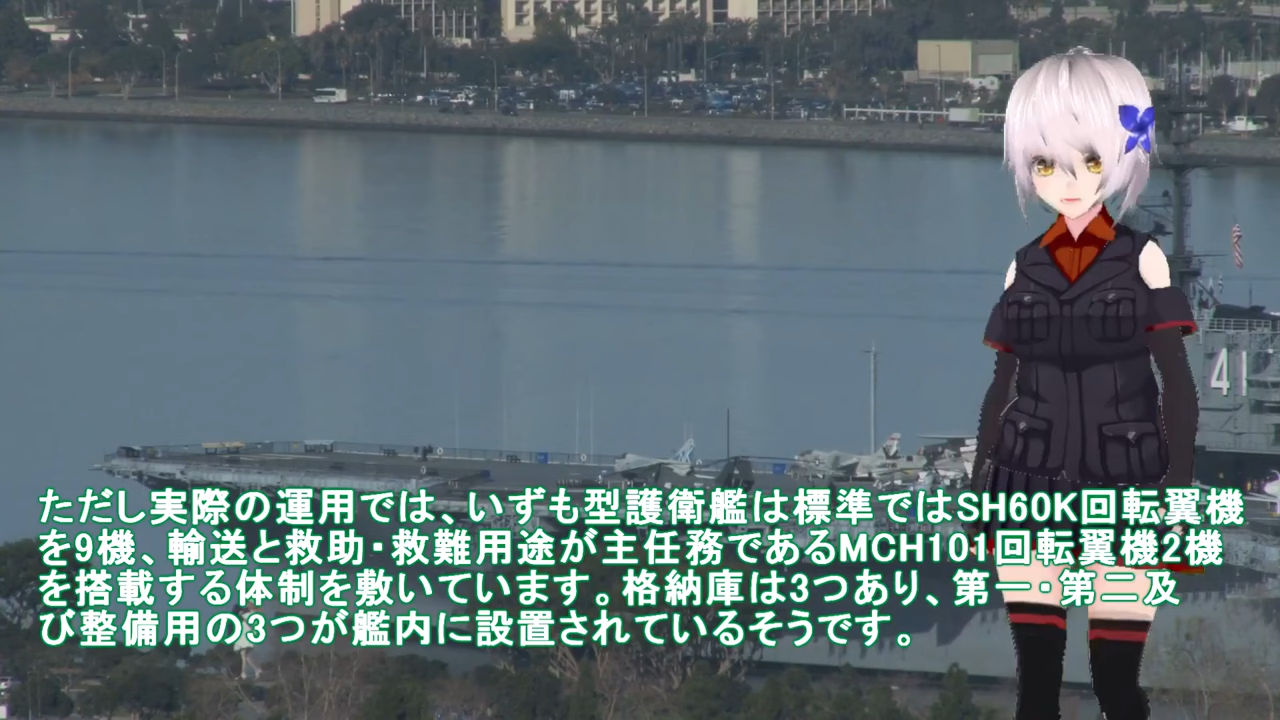 41
ただし実際の運用では、いずも型護衛艦は標準ではSH60K回転翼機
を9機、輸送と救助・救難用途が主任務であるMCH101回転翼機2機
を搭載する体制を敷いています。格納庫は3つあり、第一・第二及
び整備用の3つが艦内に設置されているそうです。